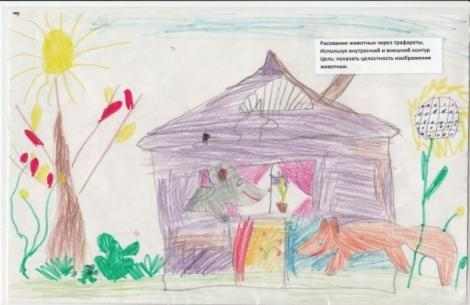 Рисование животных через трафареты,
Используя внутренний и внешний контур
Цель: показать целостность изображения
животных.